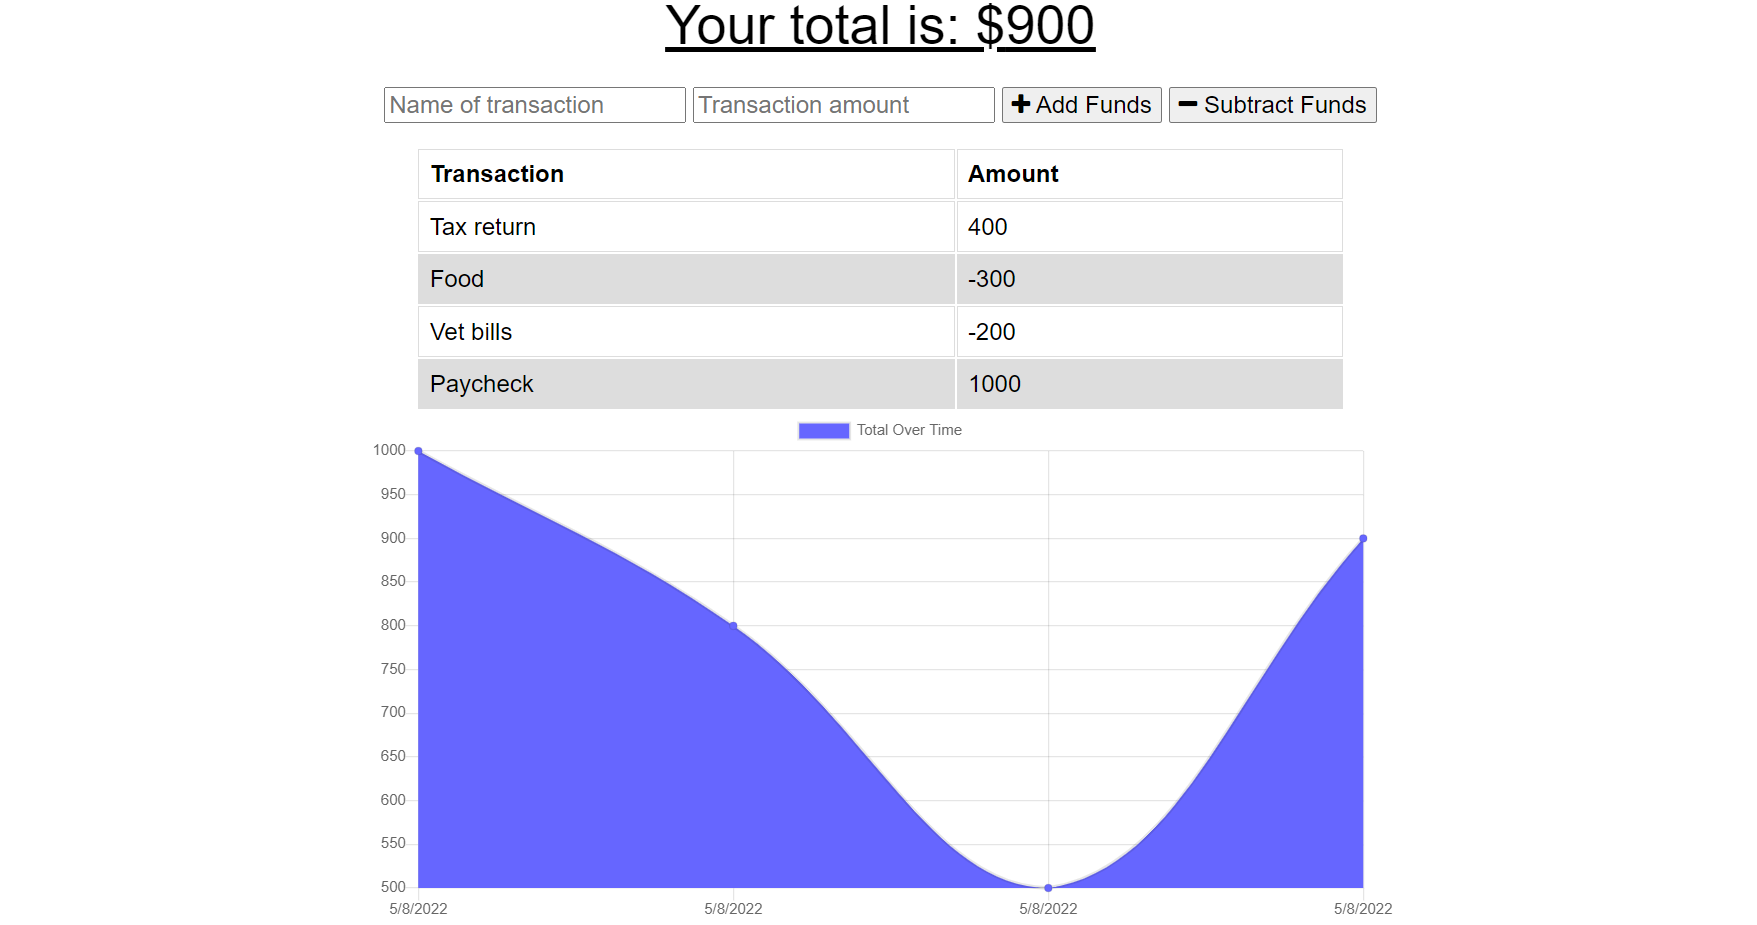 Your total is: $900
Name of transaction Transaction amount Add Funds Subtract Funds
Transaction Amount
Tax return 400
Food -300
Vet bills -200
Paycheck 1000
Total Over Time
1000
950
900
850
800
750
700
650
600
550
500
5/8/2022 5/8/2022 5/8/2022 5/8/2022